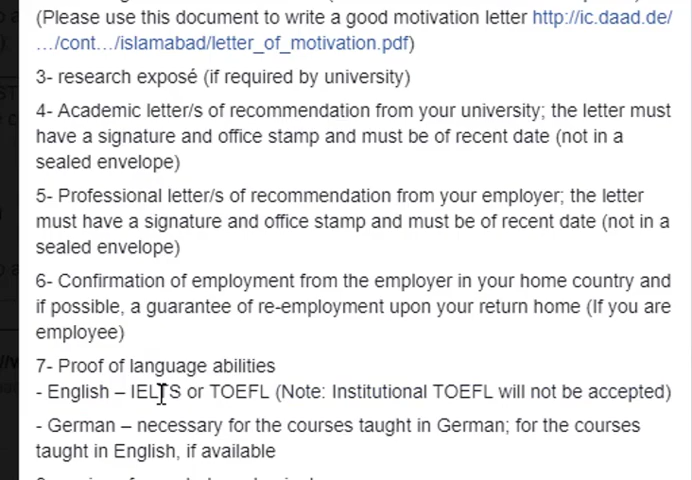 (Please use this document to write a good motivation letter http://ic.daad.de/
.../cont.../islamabad/letter_of_motivation.pdf)
3- research exposé (if required by university)
4- Academic letter/s of recommendation from your university; the letter must
have a signature and office stamp and must be of recent date (not in a
sealed envelope)
5- Professional letter/s of recommendation from your employer; the letter
must have a signature and office stamp and must be of recent date (not in a
sealed envelope)
6- Confirmation of employment from the employer in your home country and
if possible, a guarantee of re-employment upon your return home (If you are
employee)
7- Proof of language abilities
- English – IELTS or TOEFL (Note: Institutional TOEFL will not be accepted)
- German – necessary for the courses taught in German; for the courses
taught in English, if available